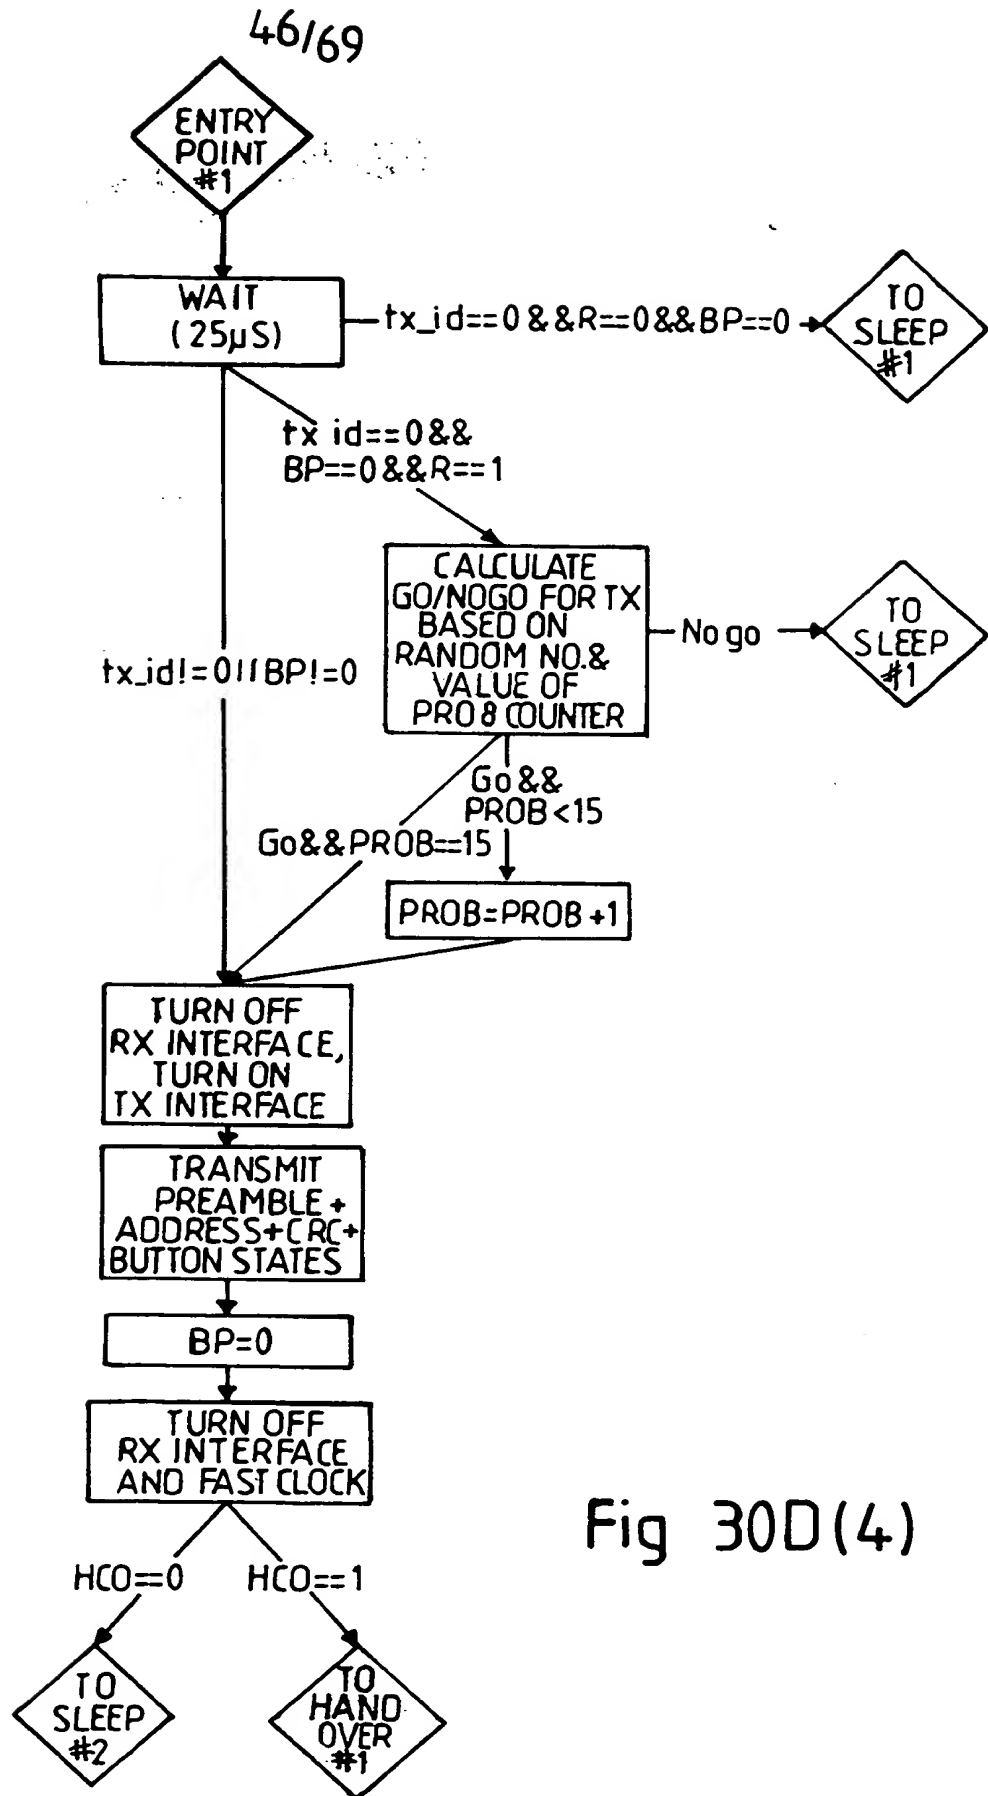 46/69
ENTRY
POINT
#1
WAIT
(25µS)
tx_id==0&&R==0&&BP==0
TO
SLEEP
#1
tx id==0&&
BP==0&&R==1
CALCULATE
GO/NOGO FOR TX
BASED ON
RANDOM NO.&
VALUE OF
PRO8 COUNTER
No go
TO
SLEEP
#1
tx_id!=0||BP!=0
Go&&
PROB<15
Go&&PROB==15
PROB=PROB+1
TURN OFF
RX INTERFACE,
TURN ON
TX INTERFACE
TRANSMIT
PREAMBLE+
ADDRESS+CRC+
BUTTON STATES
BP=0
TURN OFF
RX INTERFACE
AND FAST CLOCK
HCO==0
HCO==1
TO
SLEEP
#2
TO
HAND
OVER
#1
Fig 30D(4)